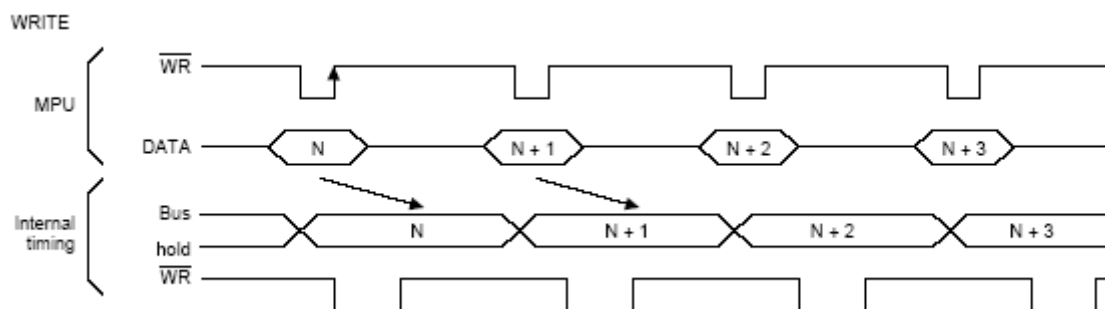 WRITE
WR
MPU
DATA N N + 1 N + 2 N + 3
Bus
Internal timing
hold
N N + 1 N + 2 N + 3
WR